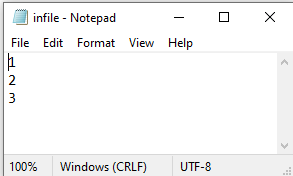 infile - Notepad
File Edit Format View Help
1
2
3
100% Windows (CRLF) UTF-8